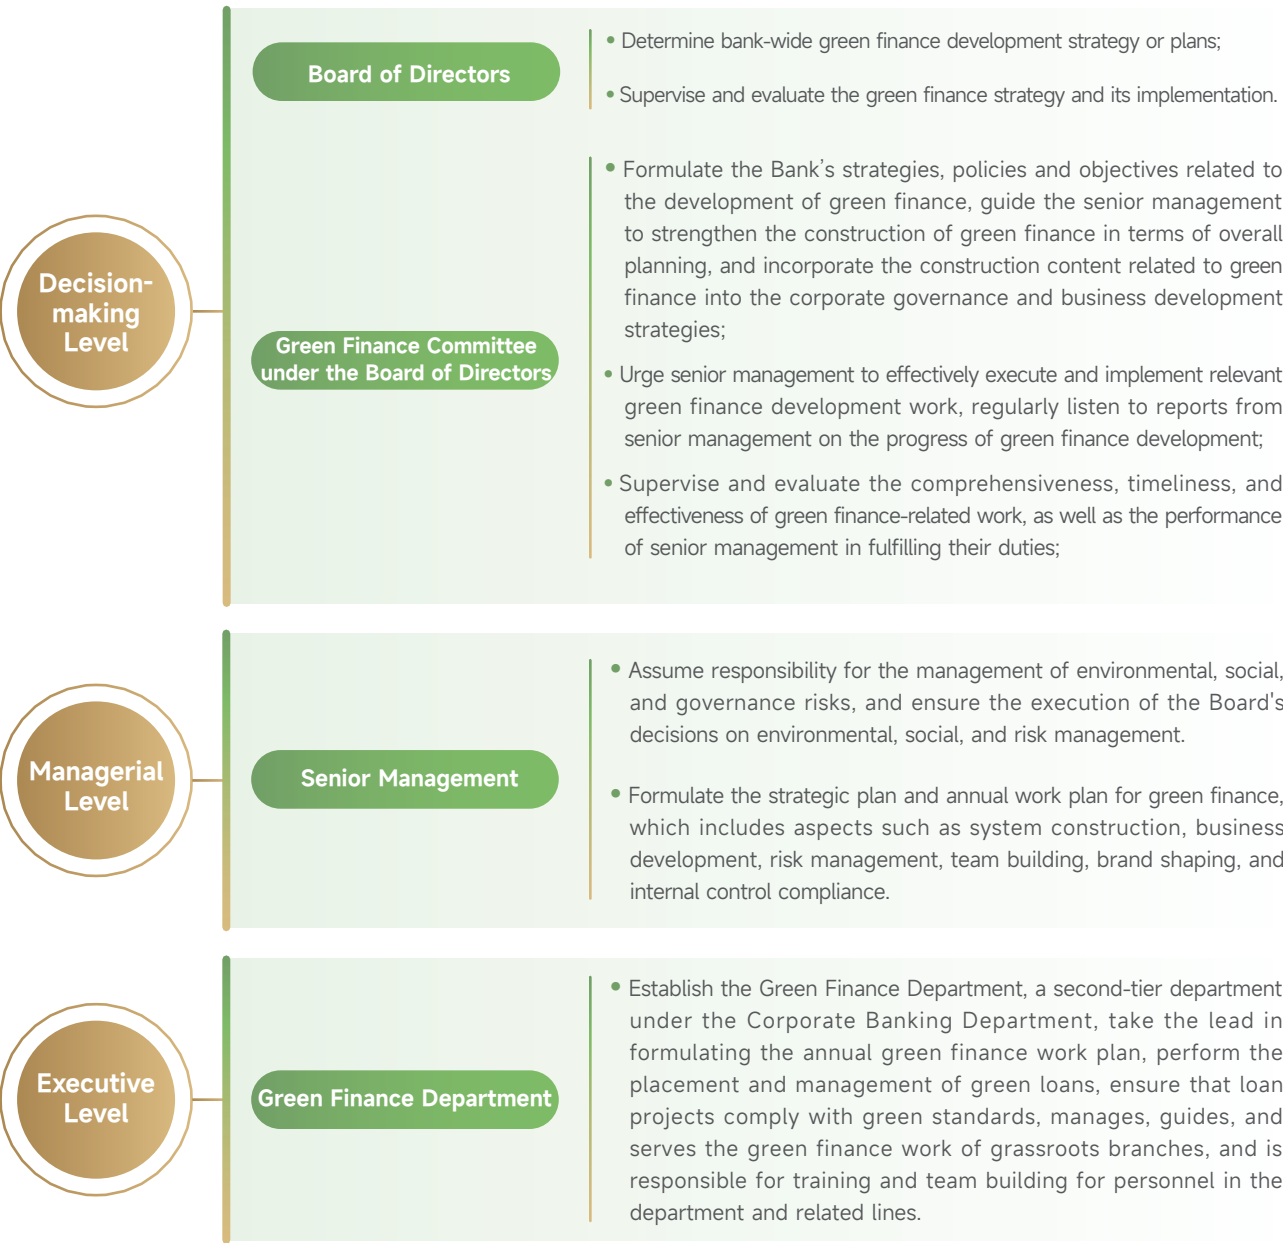 Decision-
making
Level
Board of Directors
• Determine bank-wide green finance development strategy or plans;
• Supervise and evaluate the green finance strategy and its implementation.
Green Finance Committee
under the Board of Directors
• Formulate the Bank’s strategies, policies and objectives related to
the development of green finance, guide the senior management
to strengthen the construction of green finance in terms of overall
planning, and incorporate the construction content related to green
finance into the corporate governance and business development
strategies;
• Urge senior management to effectively execute and implement relevant
green finance development work, regularly listen to reports from
senior management on the progress of green finance development;
• Supervise and evaluate the comprehensiveness, timeliness, and
effectiveness of green finance-related work, as well as the performance
of senior management in fulfilling their duties;
Managerial
Level
Senior Management
• Assume responsibility for the management of environmental, social,
and governance risks, and ensure the execution of the Board's
decisions on environmental, social, and risk management.
• Formulate the strategic plan and annual work plan for green finance,
which includes aspects such as system construction, business
development, risk management, team building, brand shaping, and
internal control compliance.
Executive
Level
Green Finance Department
• Establish the Green Finance Department, a second-tier department
under the Corporate Banking Department, take the lead in
formulating the annual green finance work plan, perform the
placement and management of green loans, ensure that loan
projects comply with green standards, manages, guides, and
serves the green finance work of grassroots branches, and is
responsible for training and team building for personnel in the
department and related lines.